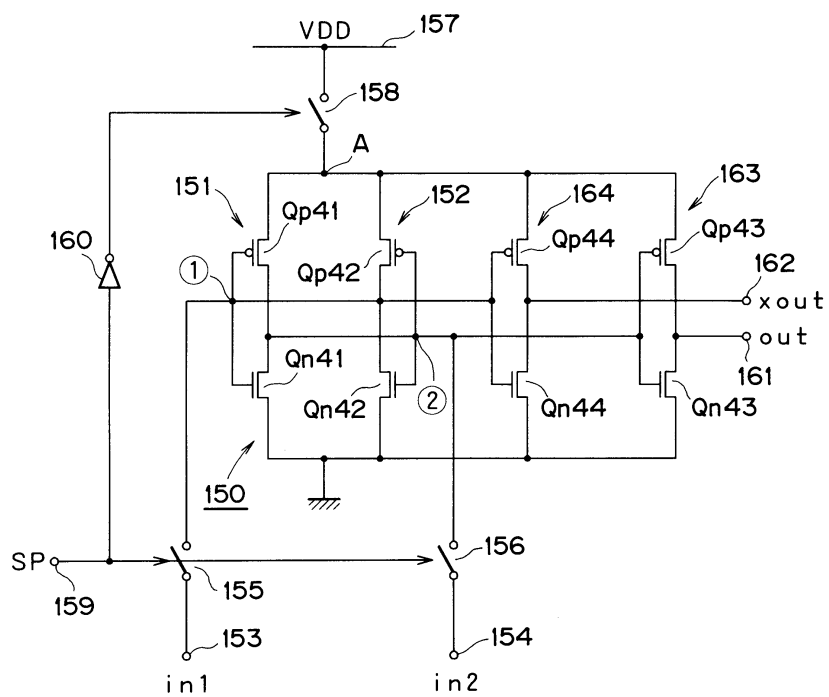 VDD
157
158
A
151
152
164
163
Qp41
Qp42
Qp44
Qp43
160
①
162
xout
out
161
Qn41
Qn42
②
Qn44
Qn43
150
SP
159
155
156
153
154
in1
in2